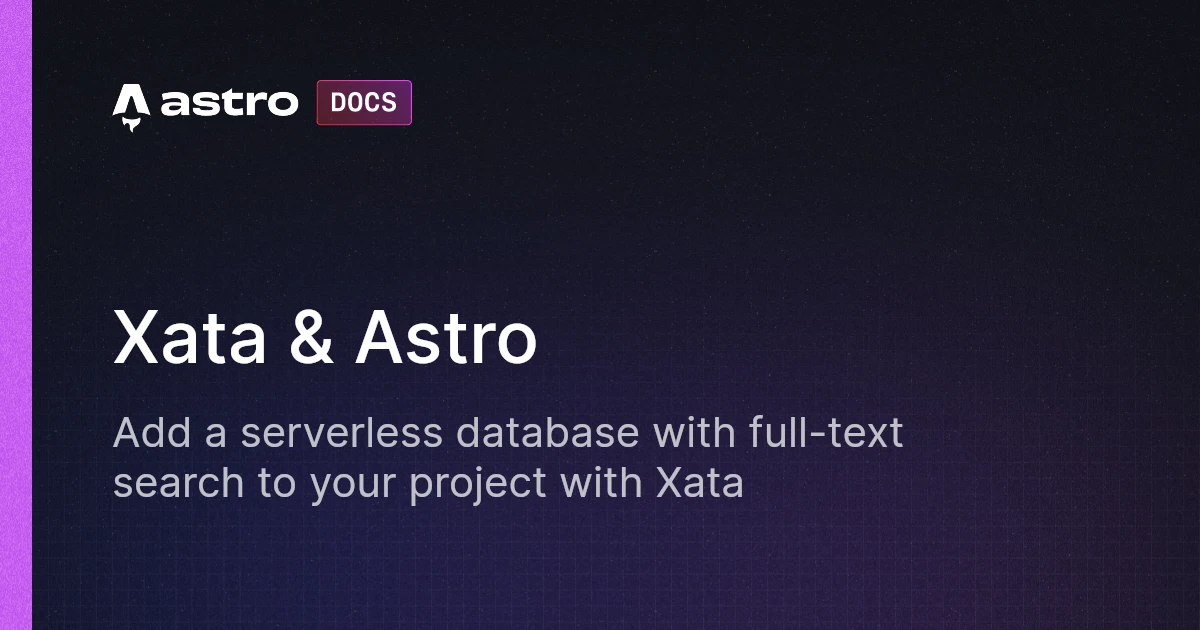 astro DOCS
Xata & Astro
Add a serverless database with full-text
search to your project with Xata